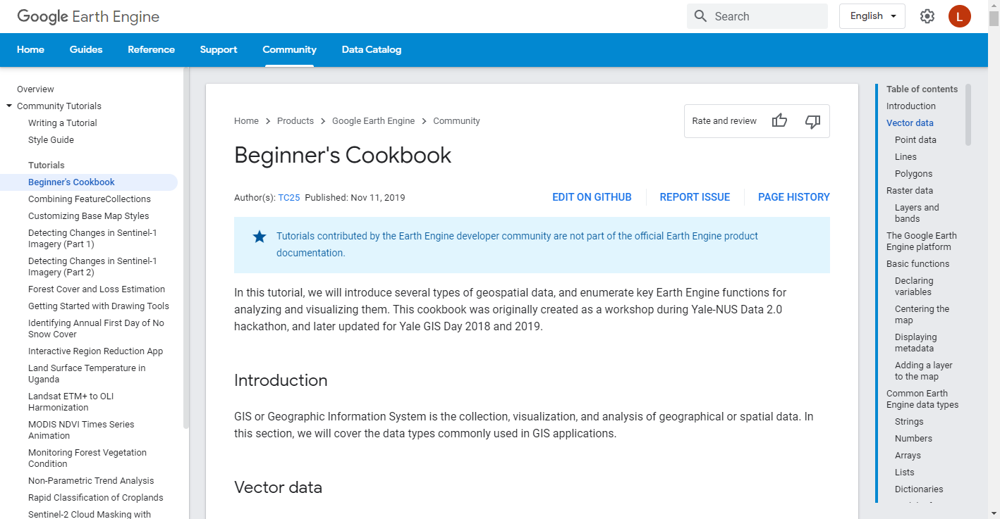 Google Earth Engine
Search
English
L
Home
Guides
Reference
Support
Community
Data Catalog
Overview
Community Tutorials
Writing a Tutorial
Style Guide
Tutorials
Beginner's Cookbook
Combining FeatureCollections
Customizing Base Map Styles
Detecting Changes in Sentinel-1
Imagery (Part 1)
Detecting Changes in Sentinel-1
Imagery (Part 2)
Forest Cover and Loss Estimation
Getting Started with Drawing Tools
Identifying Annual First Day of No
Snow Cover
Interactive Region Reduction App
Land Surface Temperature in
Uganda
Landsat ETM+ to OLI
Harmonization
MODIS NDVI Times Series
Animation
Monitoring Forest Vegetation
Condition
Non-Parametric Trend Analysis
Rapid Classification of Croplands
Sentinel-2 Cloud Masking with
Home > Products > Google Earth Engine > Community
Rate and review
Beginner's Cookbook
Author(s): TC25 Published: Nov 11, 2019
EDIT ON GITHUB
REPORT ISSUE
PAGE HISTORY
Tutorials contributed by the Earth Engine developer community are not part of the official Earth Engine product
documentation.
In this tutorial, we will introduce several types of geospatial data, and enumerate key Earth Engine functions for
analyzing and visualizing them. This cookbook was originally created as a workshop during Yale-NUS Data 2.0
hackathon, and later updated for Yale GIS Day 2018 and 2019.
Introduction
GIS or Geographic Information System is the collection, visualization, and analysis of geographical or spatial data. In
this section, we will cover the data types commonly used in GIS applications.
Vector data
Table of contents
Introduction
Vector data
Point data
Lines
Polygons
Raster data
Layers and
bands
The Google Earth
Engine platform
Basic functions
Declaring
variables
Centering the
map
Displaying
metadata
Adding a layer
to the map
Common Earth
Engine data types
Strings
Numbers
Arrays
Lists
Dictionaries